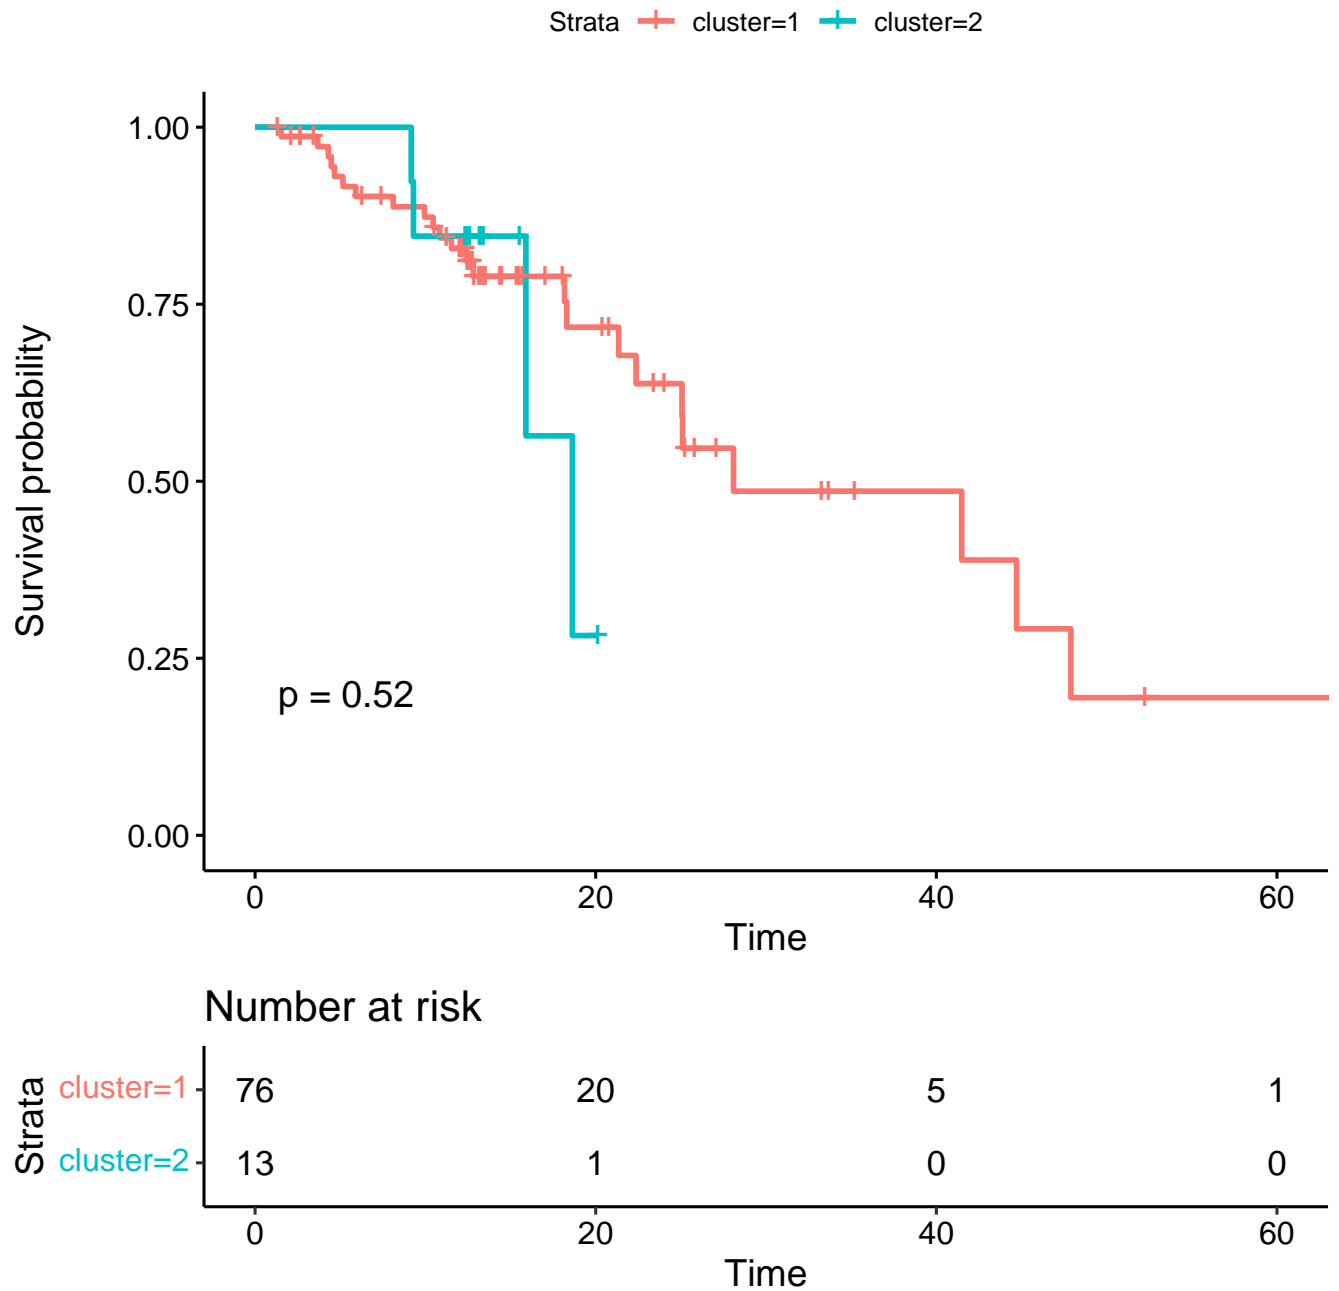 Strata cluster=1 cluster=2
Survival probability
1.00
0.75
0.50
0.25
0.00
p = 0.52
0 20 40 60
Time
Number at risk
Strata
cluster=1 76 20 5 1
cluster=2 13 1 0 0
0 20 40 60
Time